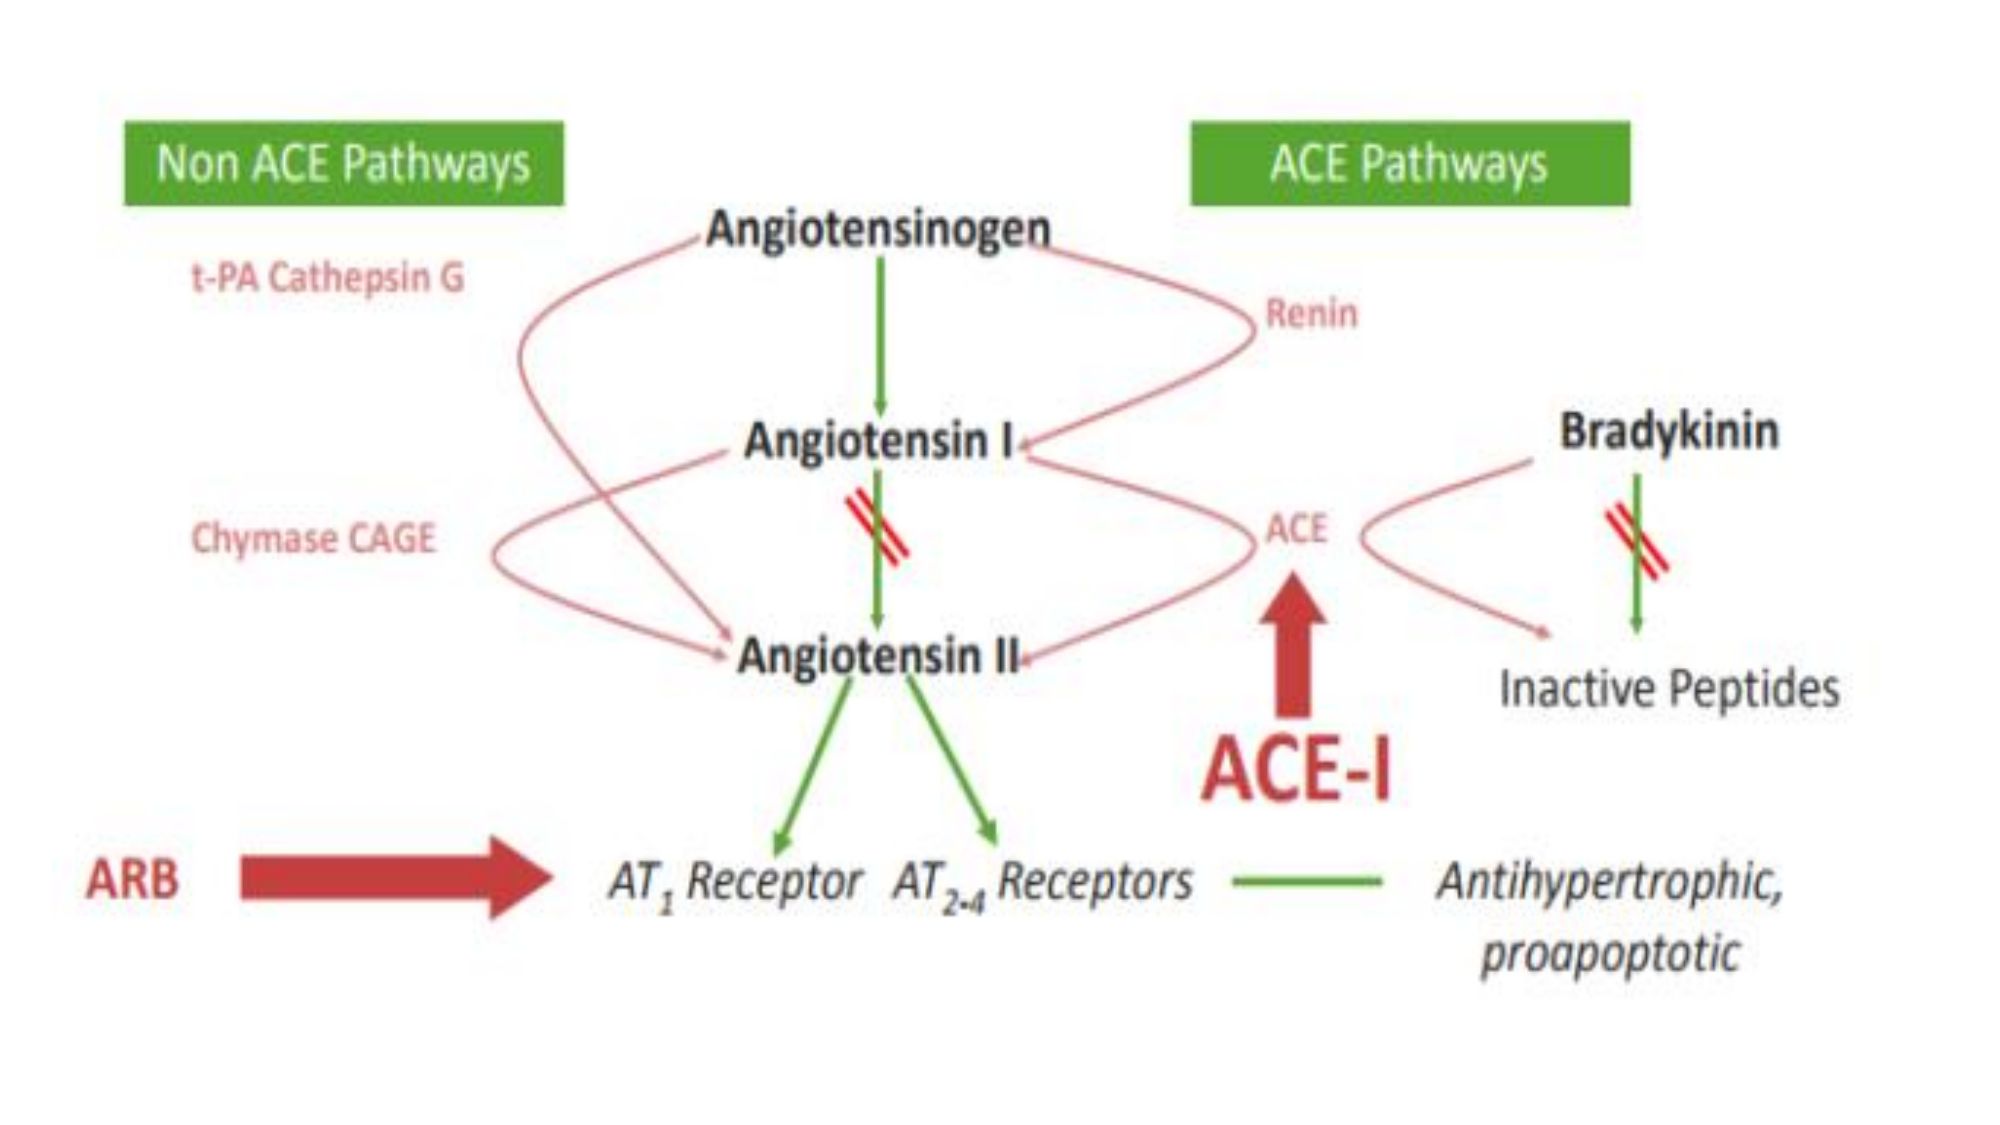 Non ACE Pathways
ACE Pathways
Angiotensinogen
t-PA Cathepsin G
Renin
Angiotensin I
Bradykinin
Chymase CAGE
ACE
Angiotensin II
Inactive Peptides
ACE-I
ARB
AT1 Receptor
AT2-4 Receptors
Antihypertrophic,
proapoptotic